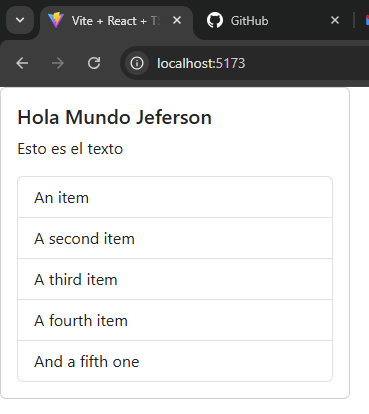 Vite + React + TS
GitHub
localhost:5173
Hola Mundo Jeferson
Esto es el texto
An item
A second item
A third item
A fourth item
And a fifth one